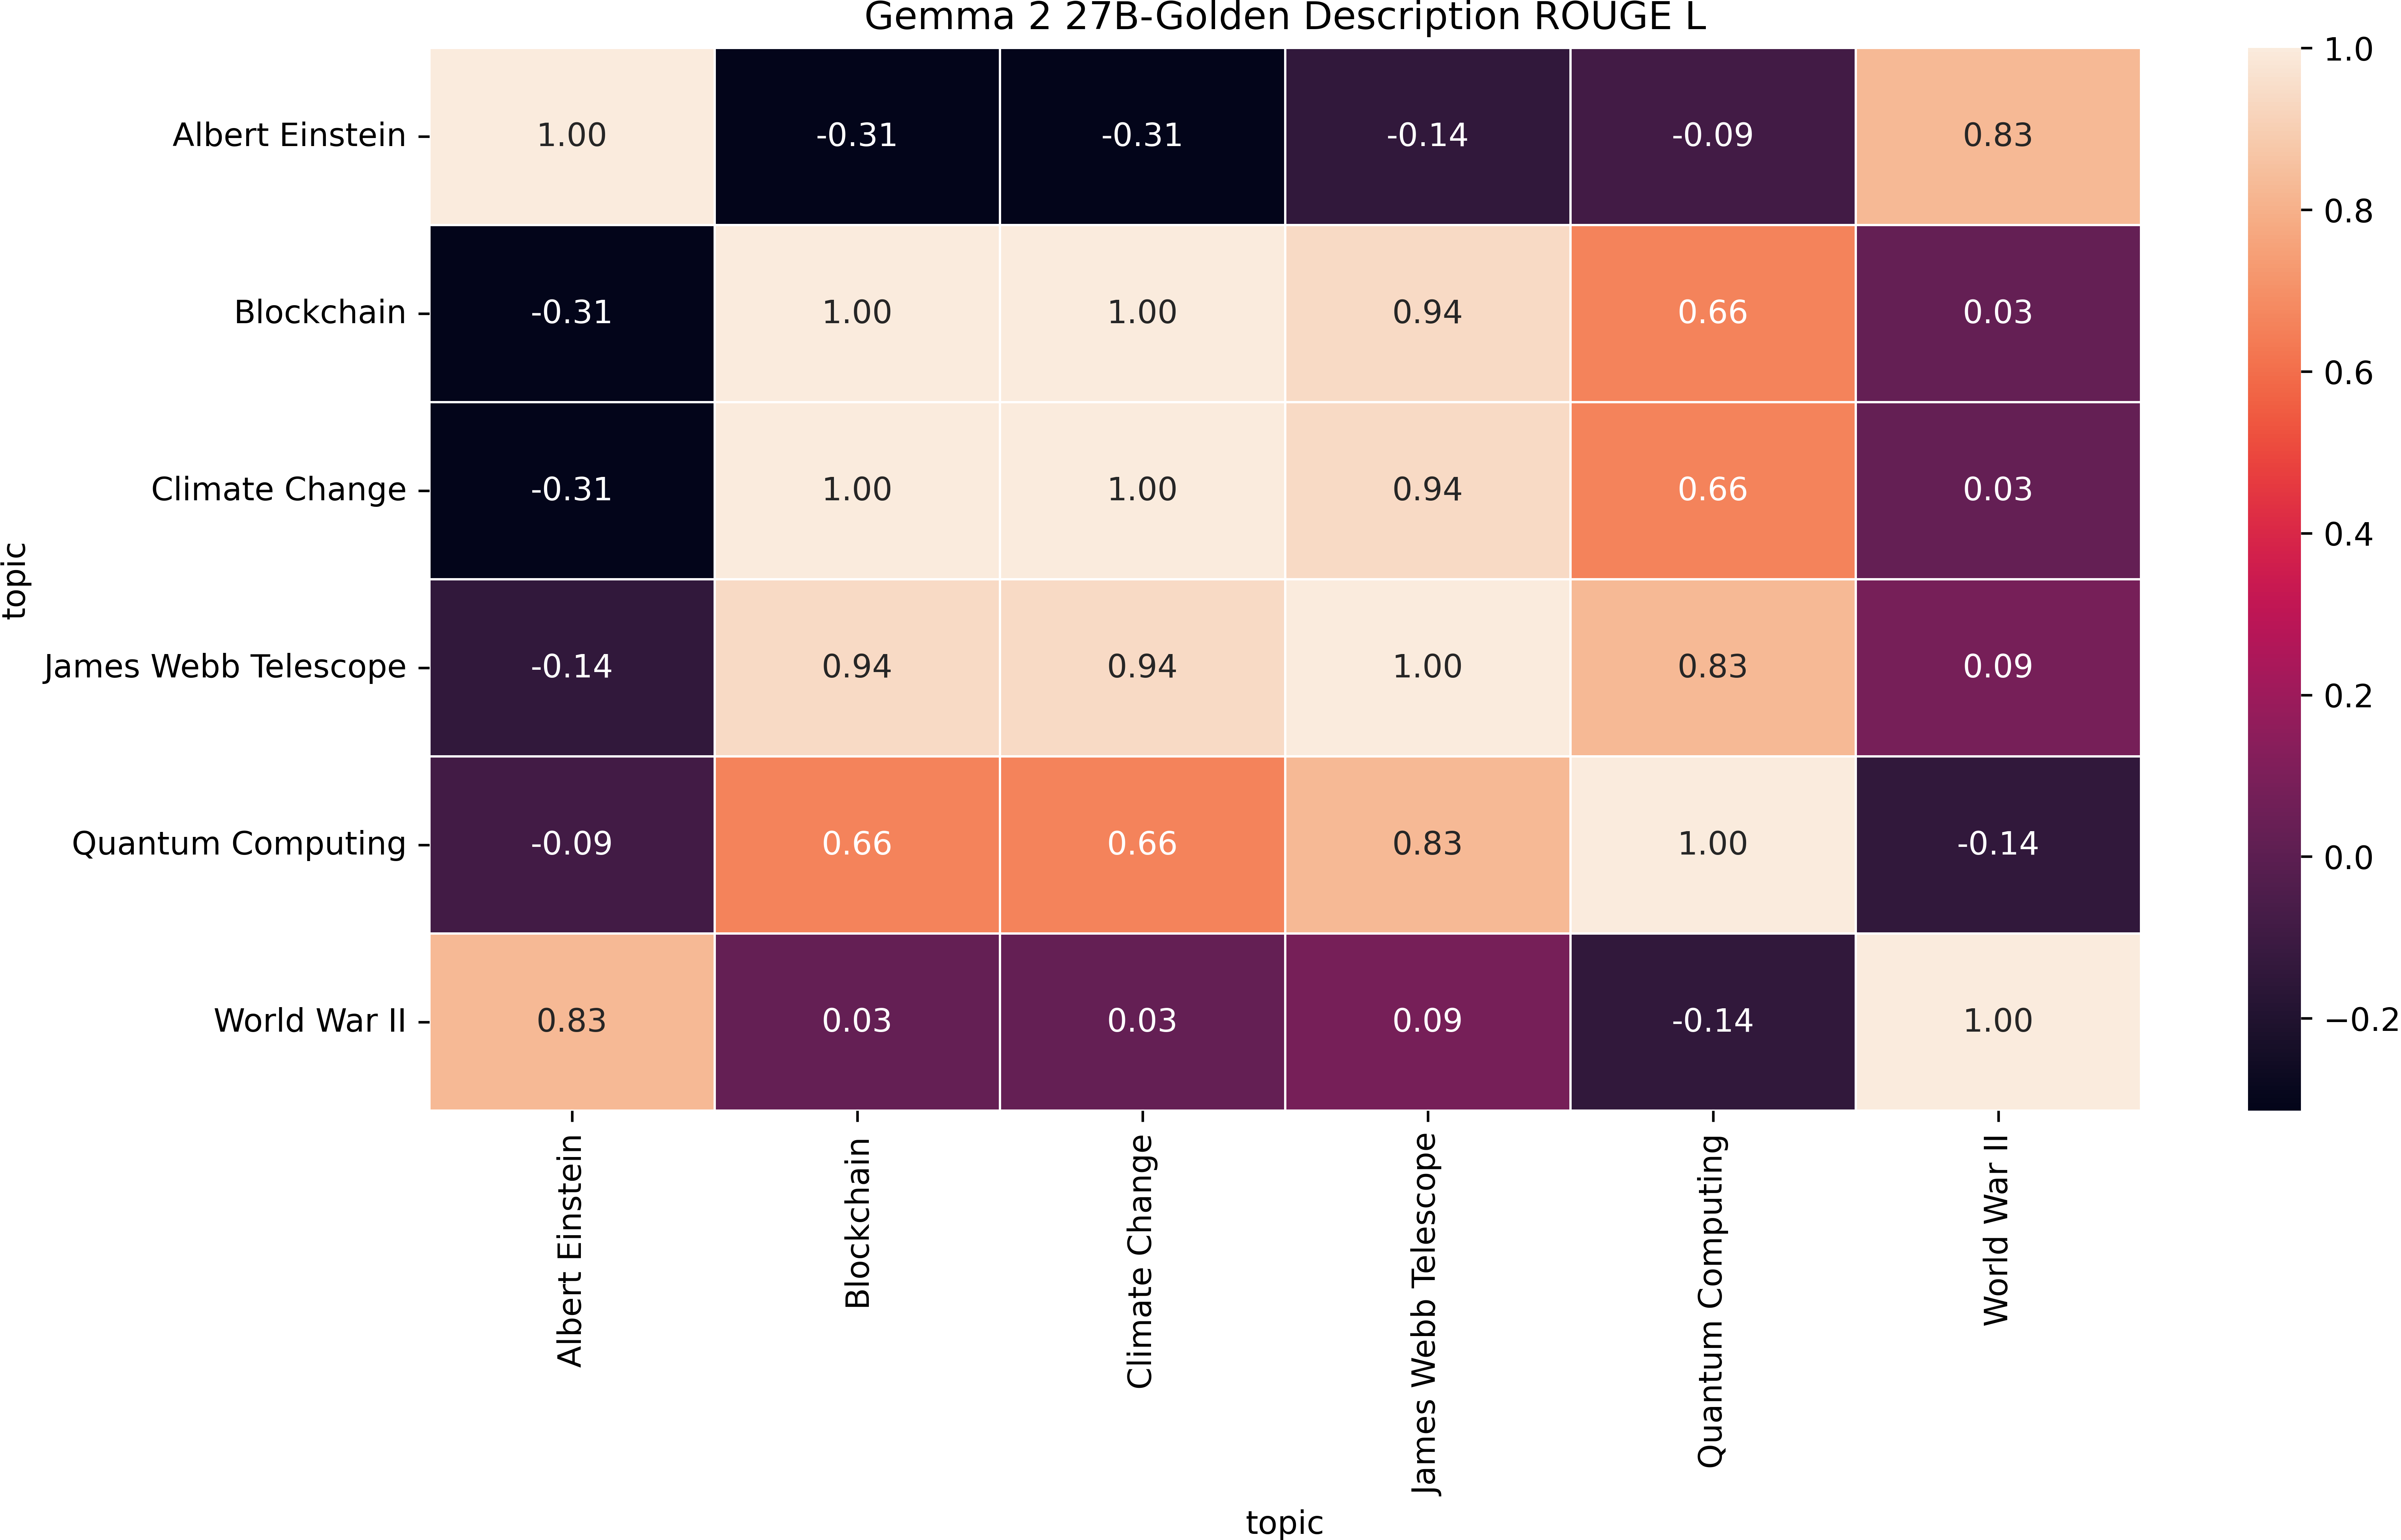 Gemma 2 27B-Golden Description ROUGE L
Albert Einstein 1.00 -0.31 -0.31 -0.14 -0.09 0.83
Blockchain -0.31 1.00 1.00 0.94 0.66 0.03
Climate Change -0.31 1.00 1.00 0.94 0.66 0.03
James Webb Telescope -0.14 0.94 0.94 1.00 0.83 0.09
Quantum Computing -0.09 0.66 0.66 0.83 1.00 -0.14
World War II 0.83 0.03 0.03 0.09 -0.14 1.00
topic
Albert Einstein
Blockchain
Climate Change
James Webb Telescope
Quantum Computing
World War II
topic
1.0
0.8
0.6
0.4
0.2
0.0
−0.2